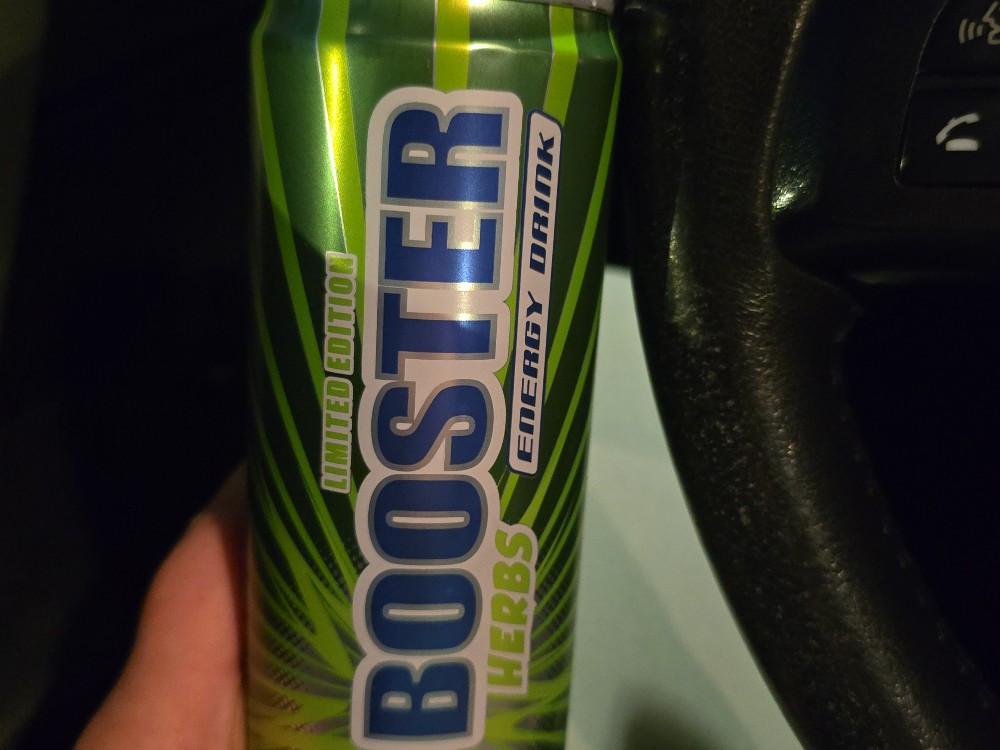 LIMITED EDITION
BOOSTER
ENERGY DRINK
HERBS